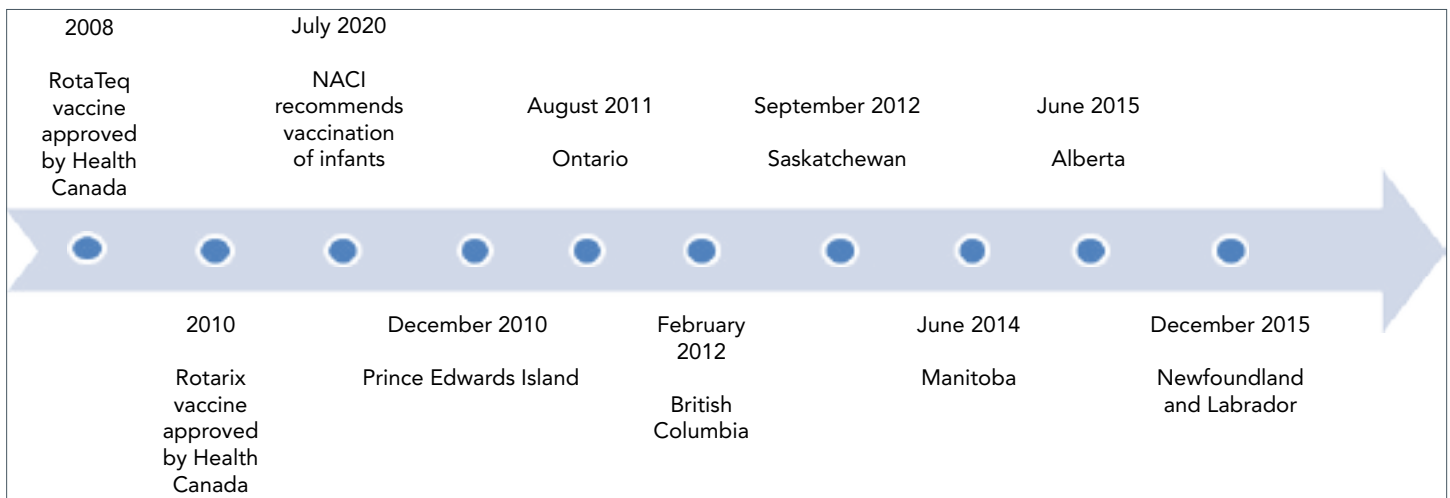 2008
RotaTeq
vaccine
approved
by Health
Canada
2010
Rotarix
vaccine
approved
by Health
Canada
July 2020
NACI
recommends
vaccination
of infants
December 2010
Prince Edwards Island
August 2011
Ontario
February
2012
British
Columbia
September 2012
Saskatchewan
June 2014
Manitoba
June 2015
Alberta
December 2015
Newfoundland
and Labrador